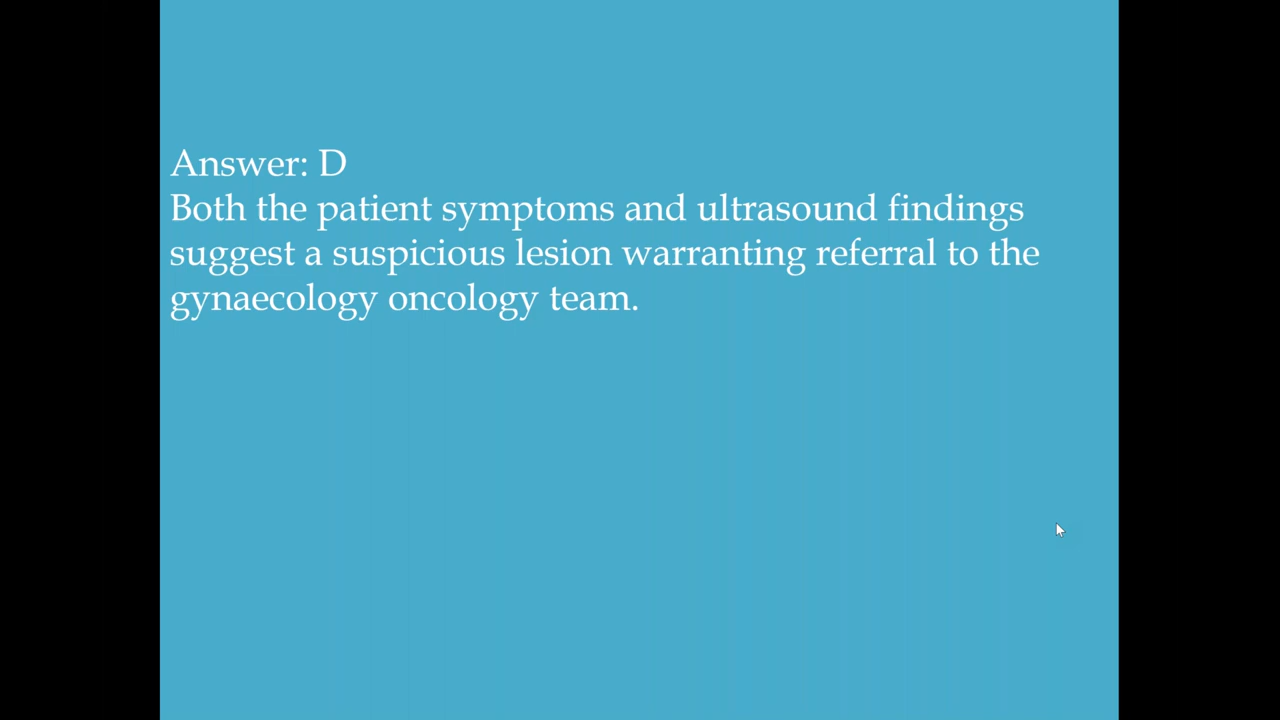 Answer: D
Both the patient symptoms and ultrasound findings
suggest a suspicious lesion warranting referral to the
gynaecology oncology team.